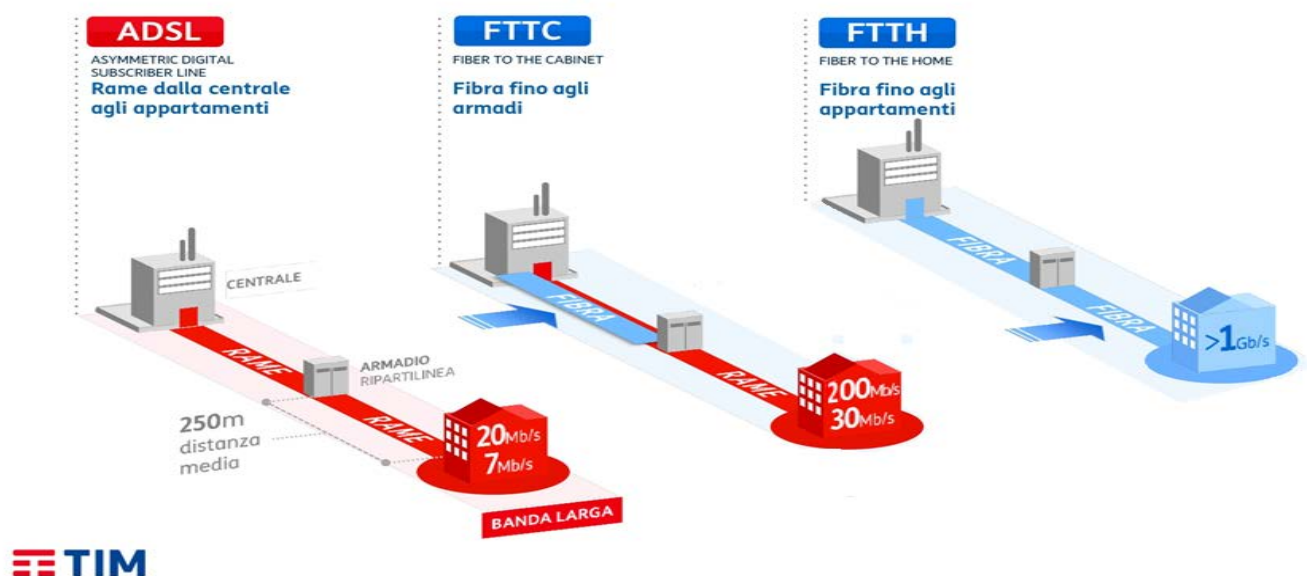 ADSL
ASYMMETRIC DIGITAL
SUBSCRIBER LINE
Rame dalla centrale
agli appartamenti
CENTRALE
RAME
ARMADIO
RIPARTILINEA
RAME
250m
distanza
media
20Mb/s
7Mb/s
BANDA LARGA
FTTC
FIBER TO THE CABINET
Fibra fino agli
armadi
FIBRA
RAME
200Mb/s
30Mb/s
FTTH
FIBER TO THE HOME
Fibra fino agli
appartamenti
FIBRA
FIBRA
>1Gb/s
TIM